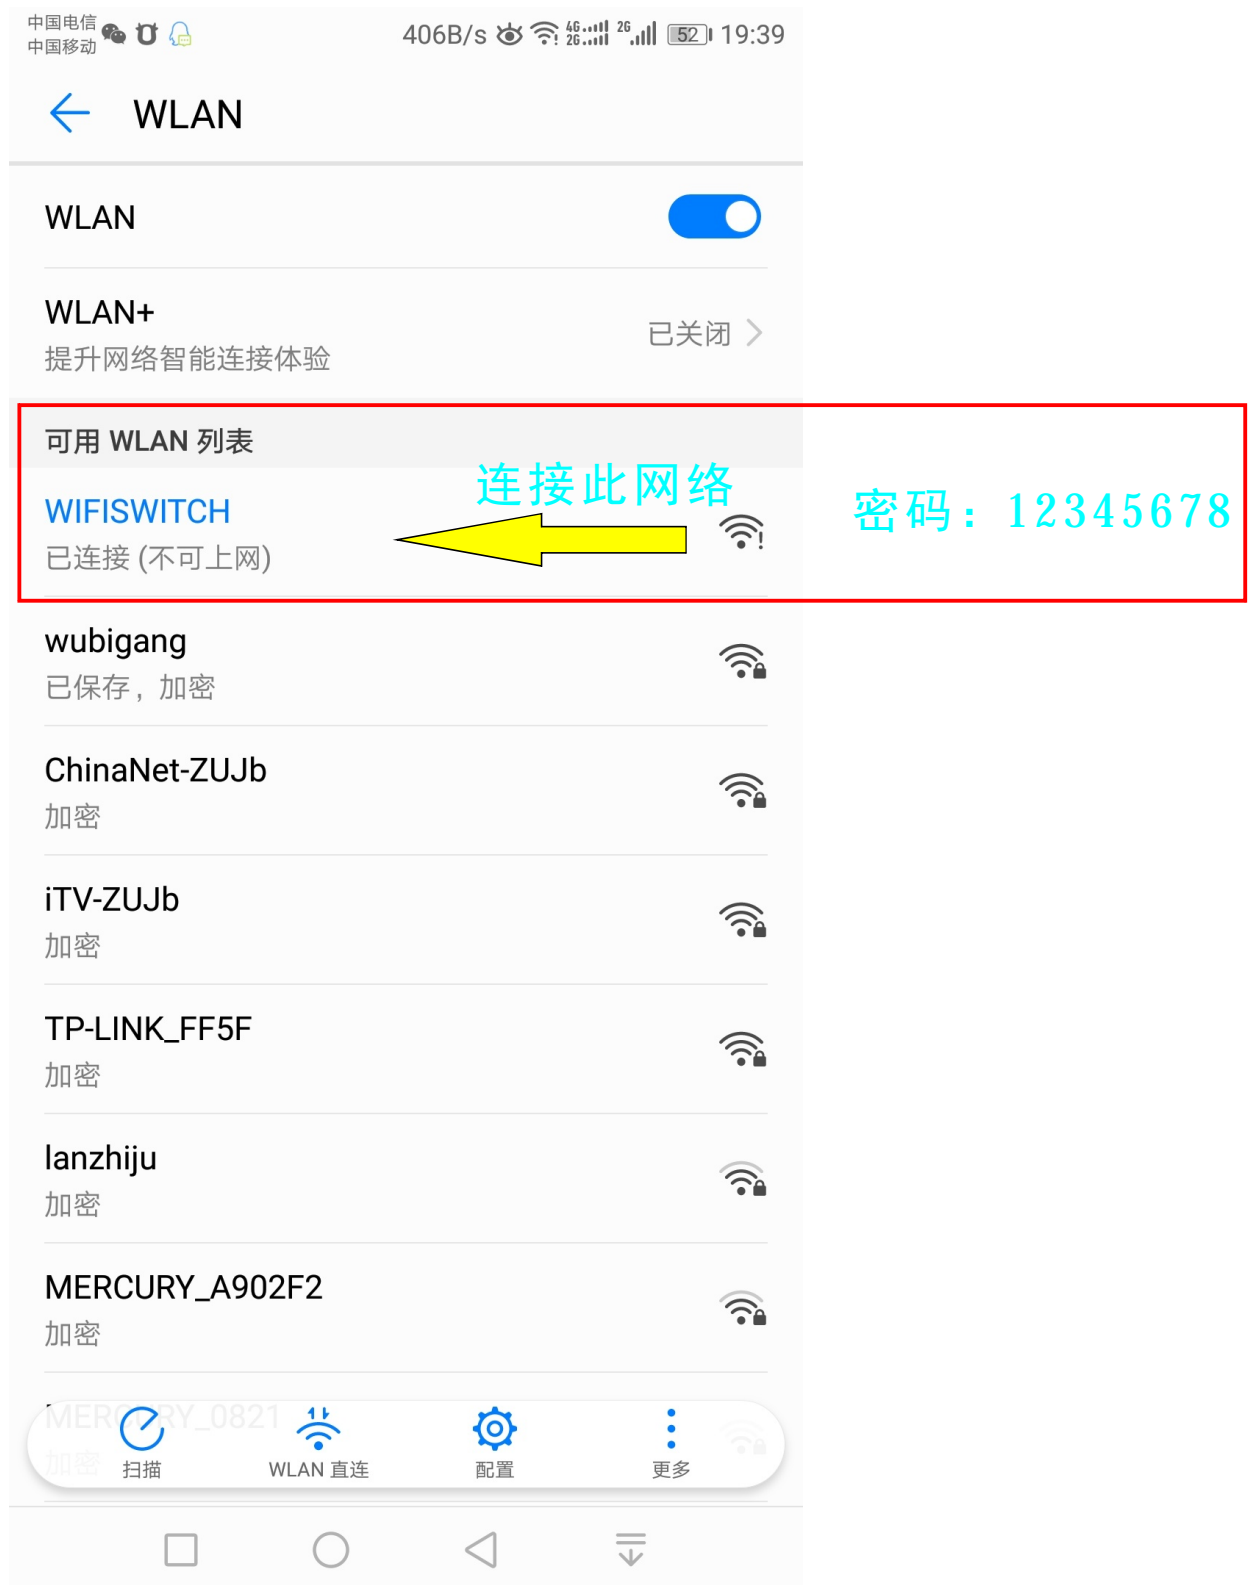 中国电信
中国移动
406B/s 4G 2G 2G 52 19:39
WLAN
WLAN
WLAN+
提升网络智能连接体验
已关闭
可用 WLAN 列表
连接此网络
WIFISWITCH
已连接 (不可上网)
密码：12345678
wubigang
已保存，加密
ChinaNet-ZUJb
加密
iTV-ZUJb
加密
TP-LINK_FF5F
加密
lanzhiju
加密
MERCURY_A902F2
加密
MERCURY_0821
加密
扫描
WLAN 直连
配置
更多